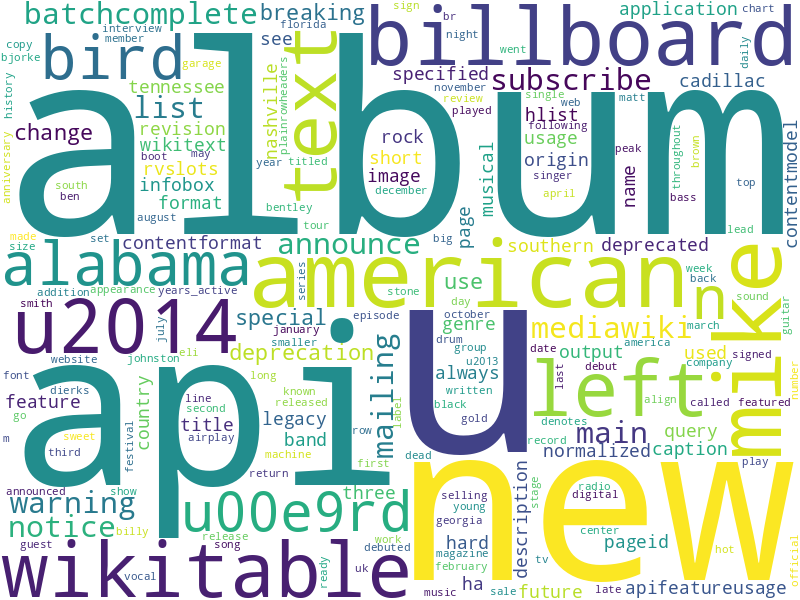 batchcomplete
breaking
sign
application
chart
copy
interview
member
florida
br
night
billboard
bjorke
bird
see
went
daily
text
specified
subscribe
cadillac
history
garage
tennessee
nashville
plainrowheaders
november
review
played
single
web
matt
list
hlist
following
change
revision
wikitext
rock
usage
throughout
brown
contentmodel
album
boot
may
rvslots
year
titled
short
image
musical
origin
singer
peak
top
anniversary
south
ben
infobox
format
december
april
name
bass
august
bentley
tour
page
made
size
set
contentformat
announce
big
southern
deprecated
lead
alabama
american
week
back
sound
addition
appearance
years_active
series
stone
use
day
n
mike
guitar
smith
u2014
july
special
episode
october
genre
u
mediawiki
march
january
smaller
drum
group
u2013
date
america
used
signed
website
johnston
eli
deprecation
mailing
always
output
last
debut
company
font
dierks
long
written
left
align
called
featured
number
feature
country
known
released
label
black
denotes
go
line
second
title
legacy
gold
record
main
query
m
airplay
band
row
normalized
caption
third
festival
sweet
machine
api
first
dead
play
announced
show
return
description
pageid
warning
u00e9rd
three
selling
young
stage
radio
digital
new
notice
billy
release
work
georgia
center
hot
official
guest
song
debuted
hard
magazine
tv
wikitable
vocal
ready
uk
february
ha
music
sale
future
late
apifeatureusage